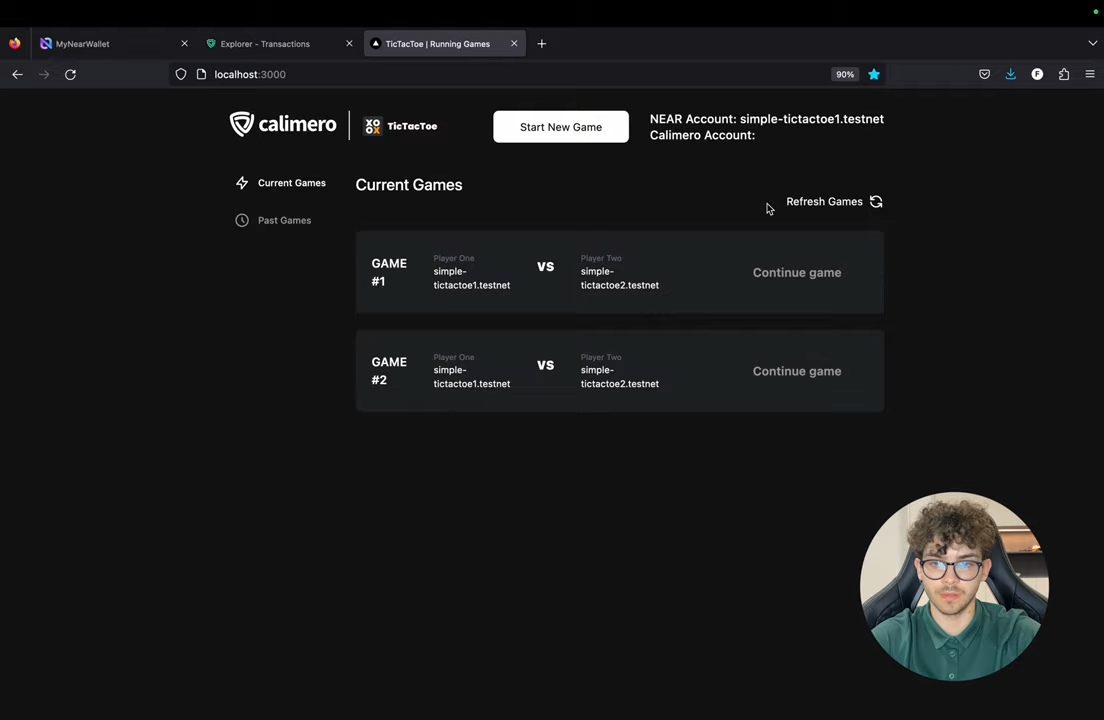 MyNearWallet
Explorer - Transactions
TicTacToe | Running Games
localhost:3000
90%
F
calimero
XO
OX
TicTacToe
Start New Game
NEAR Account: simple-tictactoe1.testnet
Calimero Account:
Current Games
Past Games
Current Games
Refresh Games
GAME
#1
Player One
simple-
tictactoe1.testnet
VS
Player Two
simple-
tictactoe2.testnet
Continue game
GAME
#2
Player One
simple-
tictactoe1.testnet
VS
Player Two
simple-
tictactoe2.testnet
Continue game